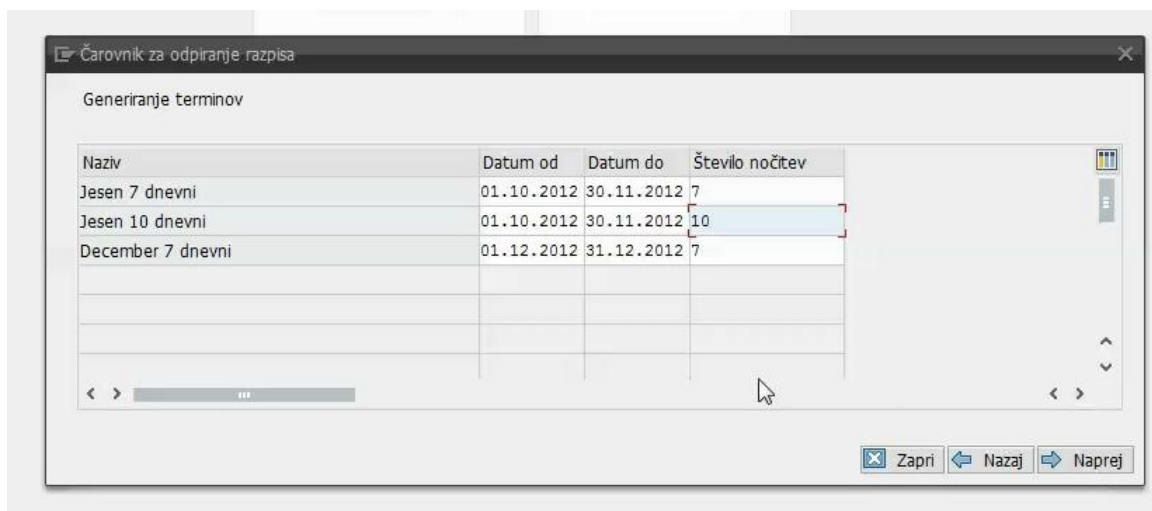 Čarovnik za odpiranje razpisa
Generiranje terminov
Naziv Datum od Datum do Število nočitev
Jesen 7 dnevni 01.10.2012 30.11.2012 7
Jesen 10 dnevni 01.10.2012 30.11.2012 10
December 7 dnevni 01.12.2012 31.12.2012 7
Zapri Nazaj Naprej